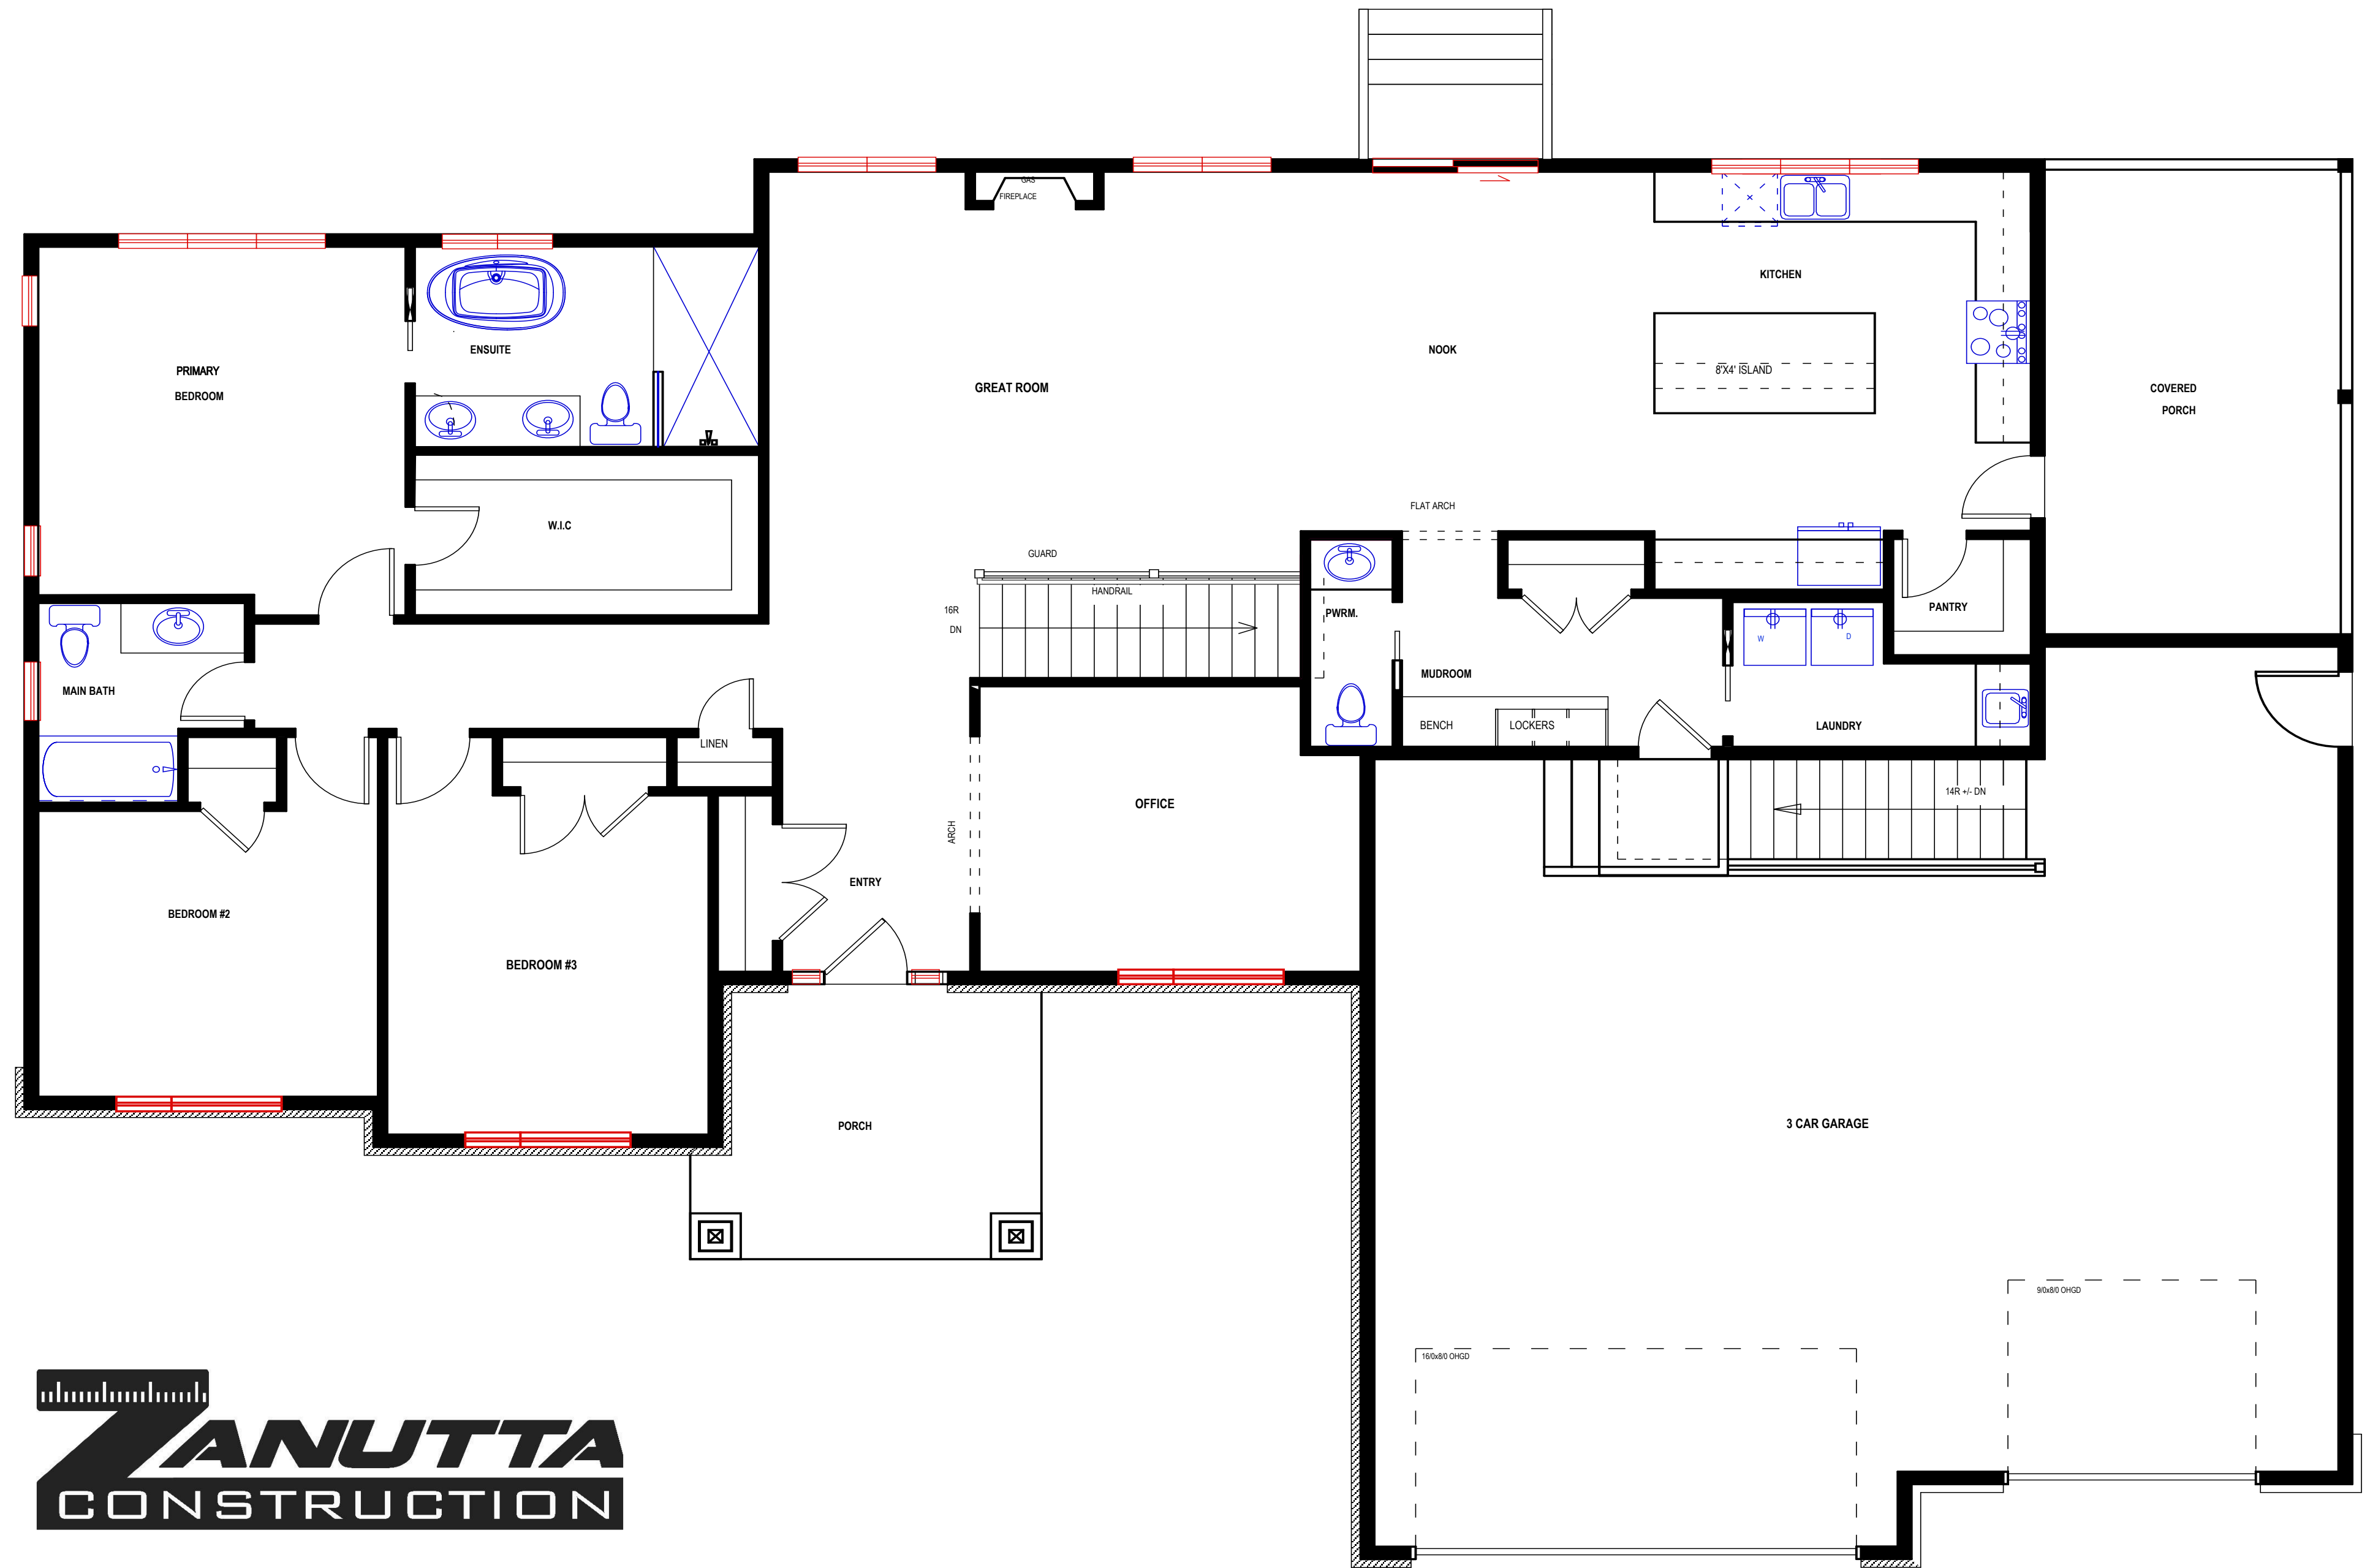 GAS
FIREPLACE
KITCHEN
ENSUITE
NOOK
PRIMARY
BEDROOM
8'X4' ISLAND
GREAT ROOM
COVERED
PORCH
W.I.C
FLAT ARCH
GUARD
HANDRAIL
16R
DN
PWRM.
PANTRY
W
D
MAIN BATH
MUDROOM
BENCH
LOCKERS
LAUNDRY
LINEN
14R +/- DN
OFFICE
ARCH
ENTRY
BEDROOM #2
BEDROOM #3
PORCH
3 CAR GARAGE
9/0x8/0 OHGD
16/0x8/0 OHGD
ZANUTTA
CONSTRUCTION